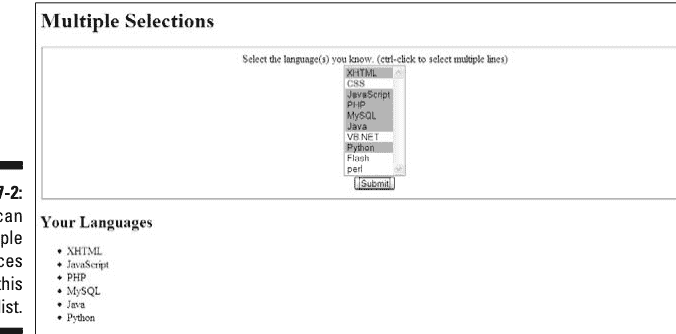 Multiple Selections
Select the language(s) you know. (ctrl-click to select multiple lines)
XHTML
CSS
JavaScript
PHP
MySQL
Java
VB.NET
Python
Flash
perl
Submit
7-2:
can
ple
ces
this
list.
Your Languages
• XHTML
• JavaScript
• PHP
• MySQL
• Java
• Python